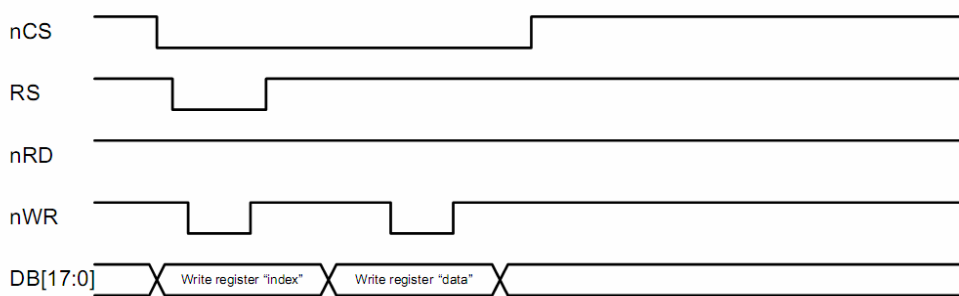 nCS
RS
nRD
nWR
DB[17:0]
Write register “index”
Write register “data”